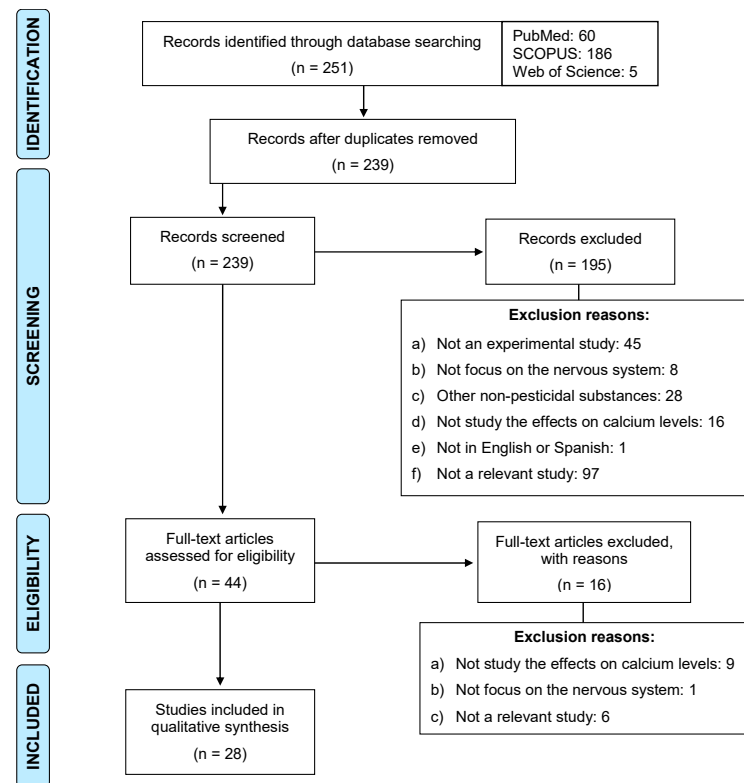 IDENTIFICATION
Records identified through database searching
(n = 251)
PubMed: 60
SCOPUS: 186
Web of Science: 5
Records after duplicates removed
(n = 239)
SCREENING
Records screened
(n = 239)
Records excluded
(n = 195)
Exclusion reasons:
a) Not an experimental study: 45
b) Not focus on the nervous system: 8
c) Other non-pesticidal substances: 28
d) Not study the effects on calcium levels: 16
e) Not in English or Spanish: 1
f) Not a relevant study: 97
ELIGIBILITY
Full-text articles
assessed for eligibility
(n = 44)
Full-text articles excluded,
with reasons
(n = 16)
Exclusion reasons:
a) Not study the effects on calcium levels: 9
b) Not focus on the nervous system: 1
c) Not a relevant study: 6
INCLUDED
Studies included in
qualitative synthesis
(n = 28)